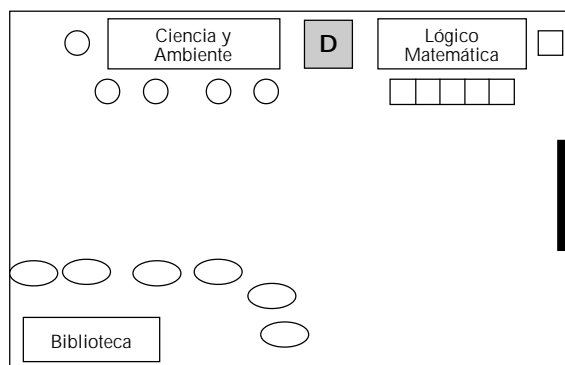 Ciencia y
Ambiente
D
Lógico
Matemática
Biblioteca